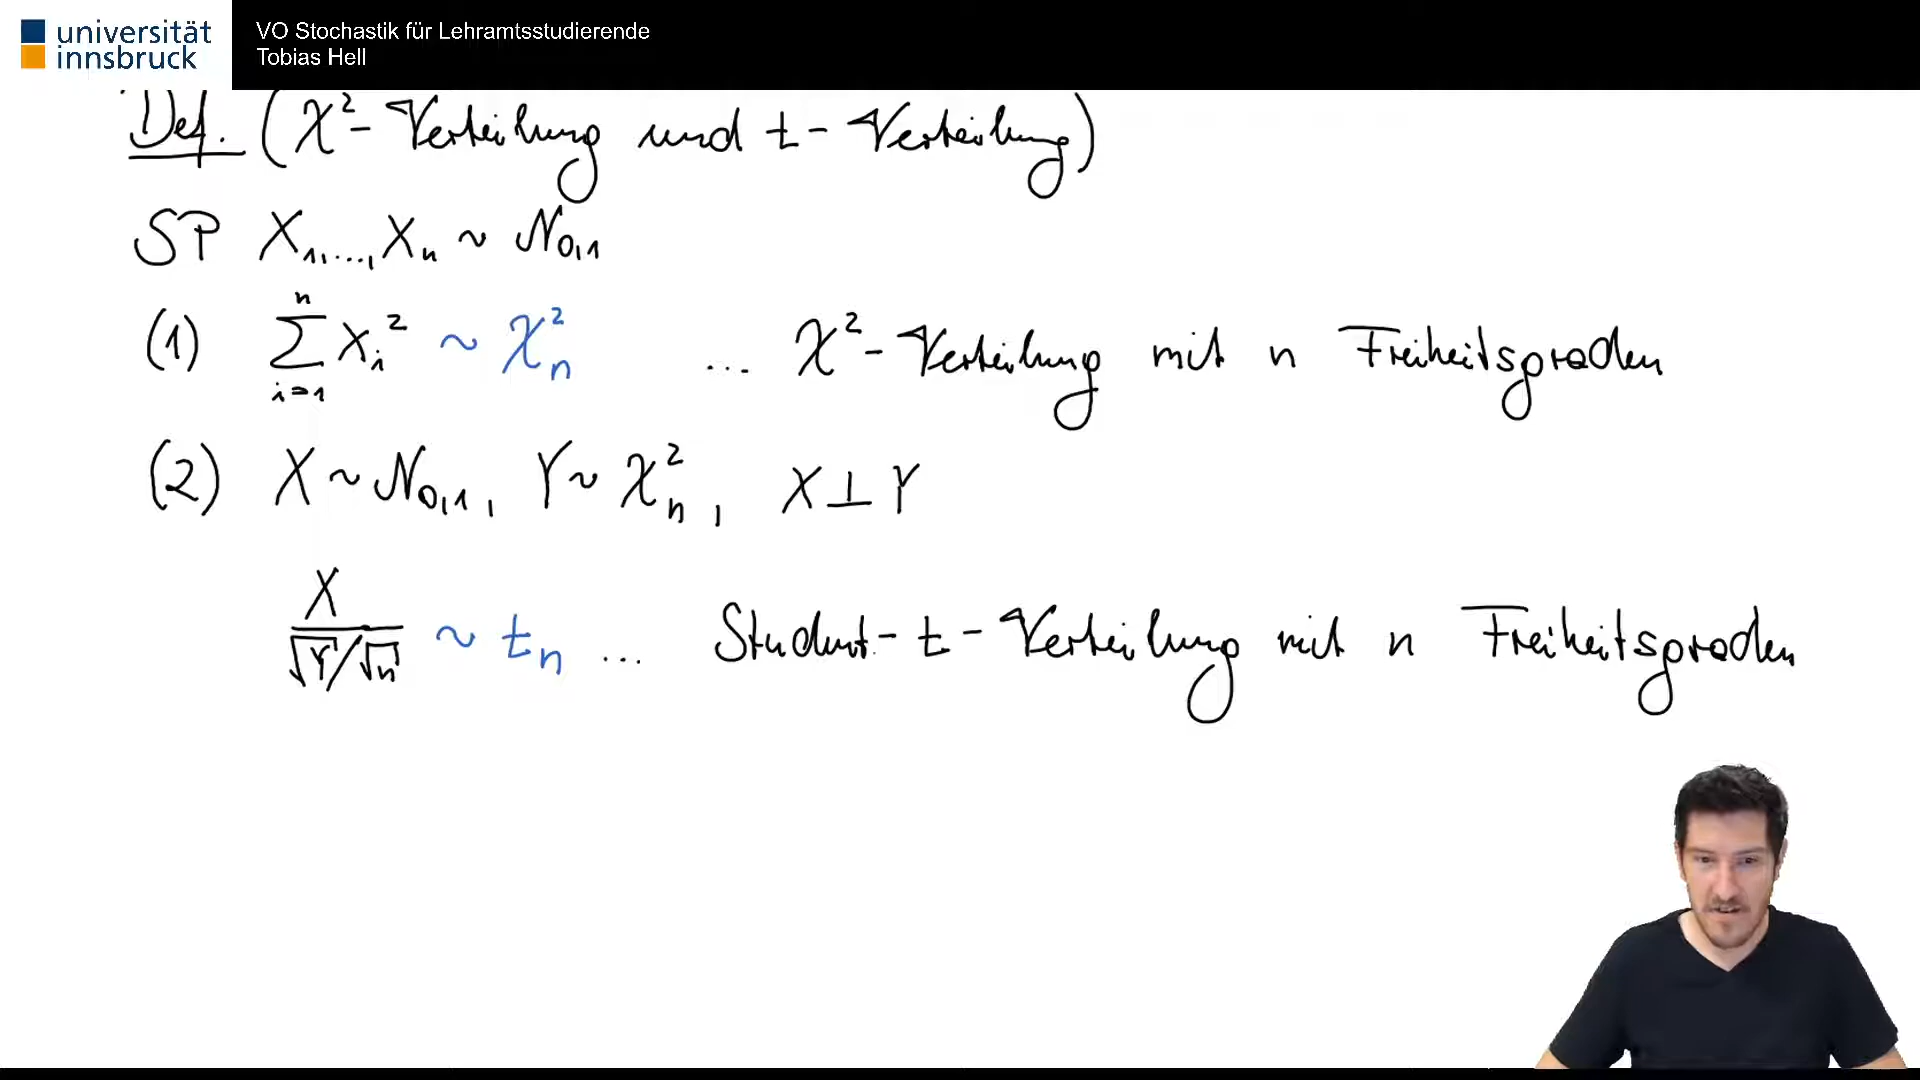 universität
innsbruck
VO Stochastik für Lehramtsstudierende
Tobias Hell
Def. (χ²-Verteilung und t-Verteilung)
SP X₁,...,Xₙ ~ N₀,₁
(1) ∑ᵢ₌₁ⁿ Xᵢ² ~ χ²ₙ ... χ²-Verteilung mit n Freiheitsgraden
(2) X ~ N₀,₁, Y ~ χ²ₙ, X ⊥ Y
X / (√Y/√n) ~ tₙ ... Student-t-Verteilung mit n Freiheitsgraden